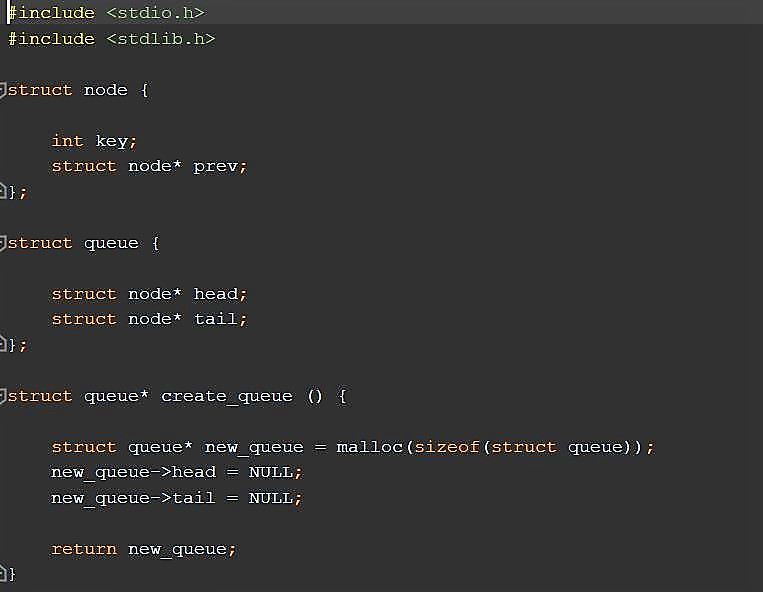 #include <stdio.h>
#include <stdlib.h>
struct node {
int key;
struct node* prev;
};
struct queue {
struct node* head;
struct node* tail;
};
struct queue* create_queue () {
struct queue* new_queue = malloc(sizeof(struct queue));
new_queue->head = NULL;
new_queue->tail = NULL;
return new_queue;
}